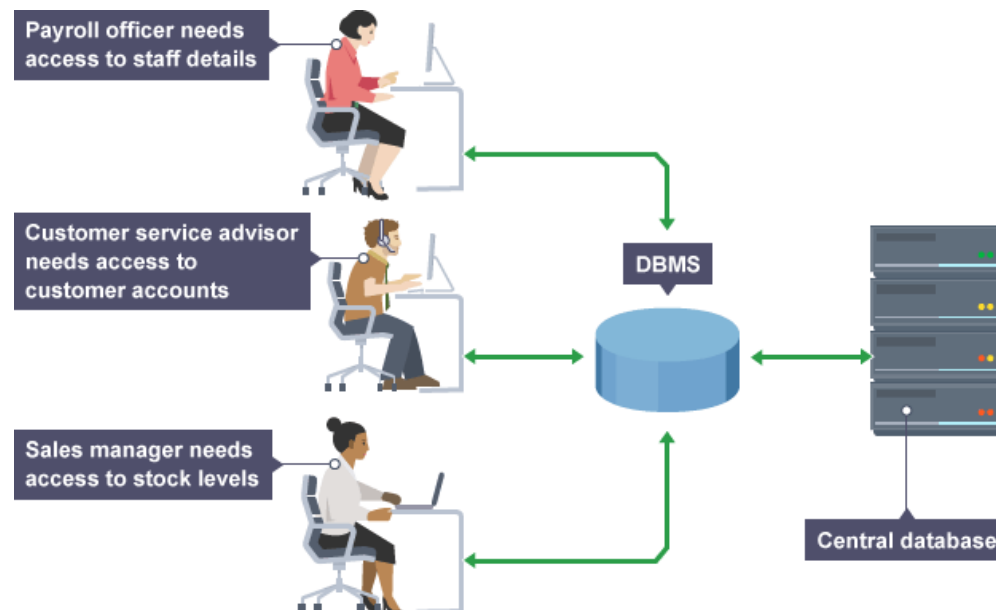 Payroll officer needs
access to staff details
Customer service advisor
needs access to
customer accounts
DBMS
Sales manager needs
access to stock levels
Central database